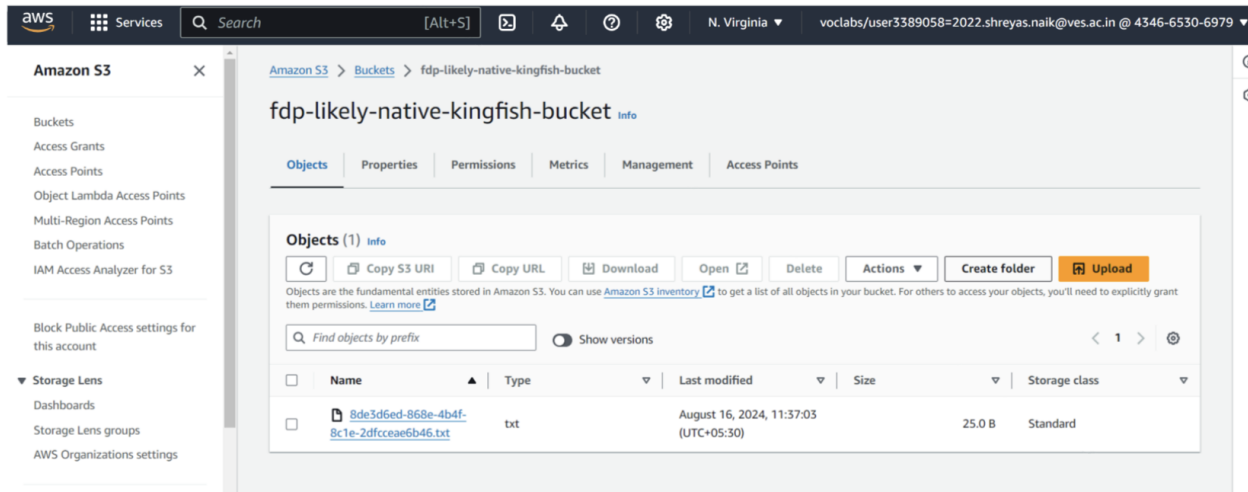 aws Services Search [Alt+S] N. Virginia ▼ voclabs/user3389058=2022.shreyas.naik@ves.ac.in @ 4346-6530-6979 ▼
Amazon S3
Buckets
Access Grants
Access Points
Object Lambda Access Points
Multi-Region Access Points
Batch Operations
IAM Access Analyzer for S3
Block Public Access settings for
this account
▼ Storage Lens
Dashboards
Storage Lens groups
AWS Organizations settings
Amazon S3 > Buckets > fdp-likely-native-kingfish-bucket
fdp-likely-native-kingfish-bucket Info
Objects Properties Permissions Metrics Management Access Points
Objects (1) Info
Copy S3 URI Copy URL Download Open Delete Actions ▼ Create folder Upload
Objects are the fundamental entities stored in Amazon S3. You can use Amazon S3 inventory to get a list of all objects in your bucket. For others to access your objects, you'll need to explicitly grant
them permissions. Learn more
Find objects by prefix Show versions < 1 >
Name Type Last modified Size Storage class
8de3d6ed-868e-4b4f- txt August 16, 2024, 11:37:03 25.0 B Standard
8c1e-2dfcceae6b46.txt (UTC+05:30)